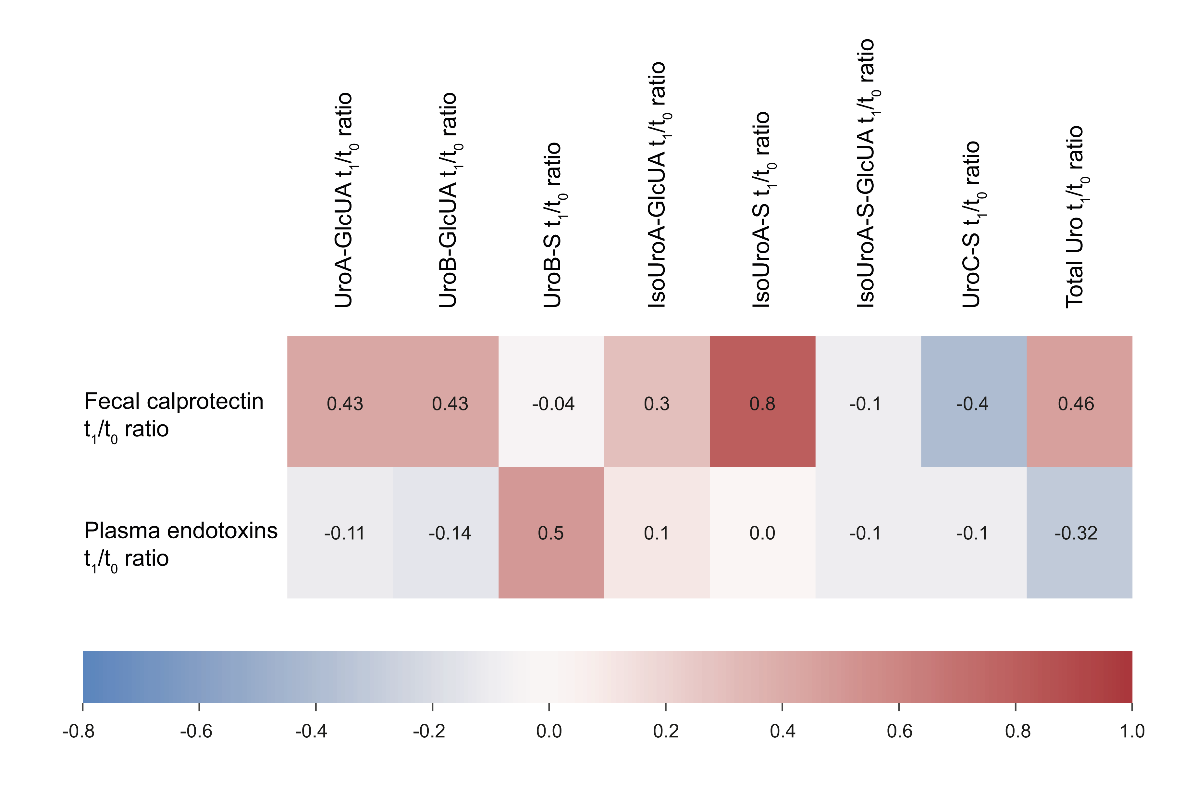 UroA-GlcUA t1/t0 ratio
UroB-GlcUA t1/t0 ratio
UroB-S t1/t0 ratio
IsoUroA-GlcUA t1/t0 ratio
IsoUroA-S t1/t0 ratio
IsoUroA-S-GlcUA t1/t0 ratio
UroC-S t1/t0 ratio
Total Uro t1/t0 ratio
Fecal calprotectin
t1/t0 ratio
0.43 0.43 -0.04 0.3 0.8 -0.1 -0.4 0.46
Plasma endotoxins
t1/t0 ratio
-0.11 -0.14 0.5 0.1 0.0 -0.1 -0.1 -0.32
-0.8 -0.6 -0.4 -0.2 0.0 0.2 0.4 0.6 0.8 1.0